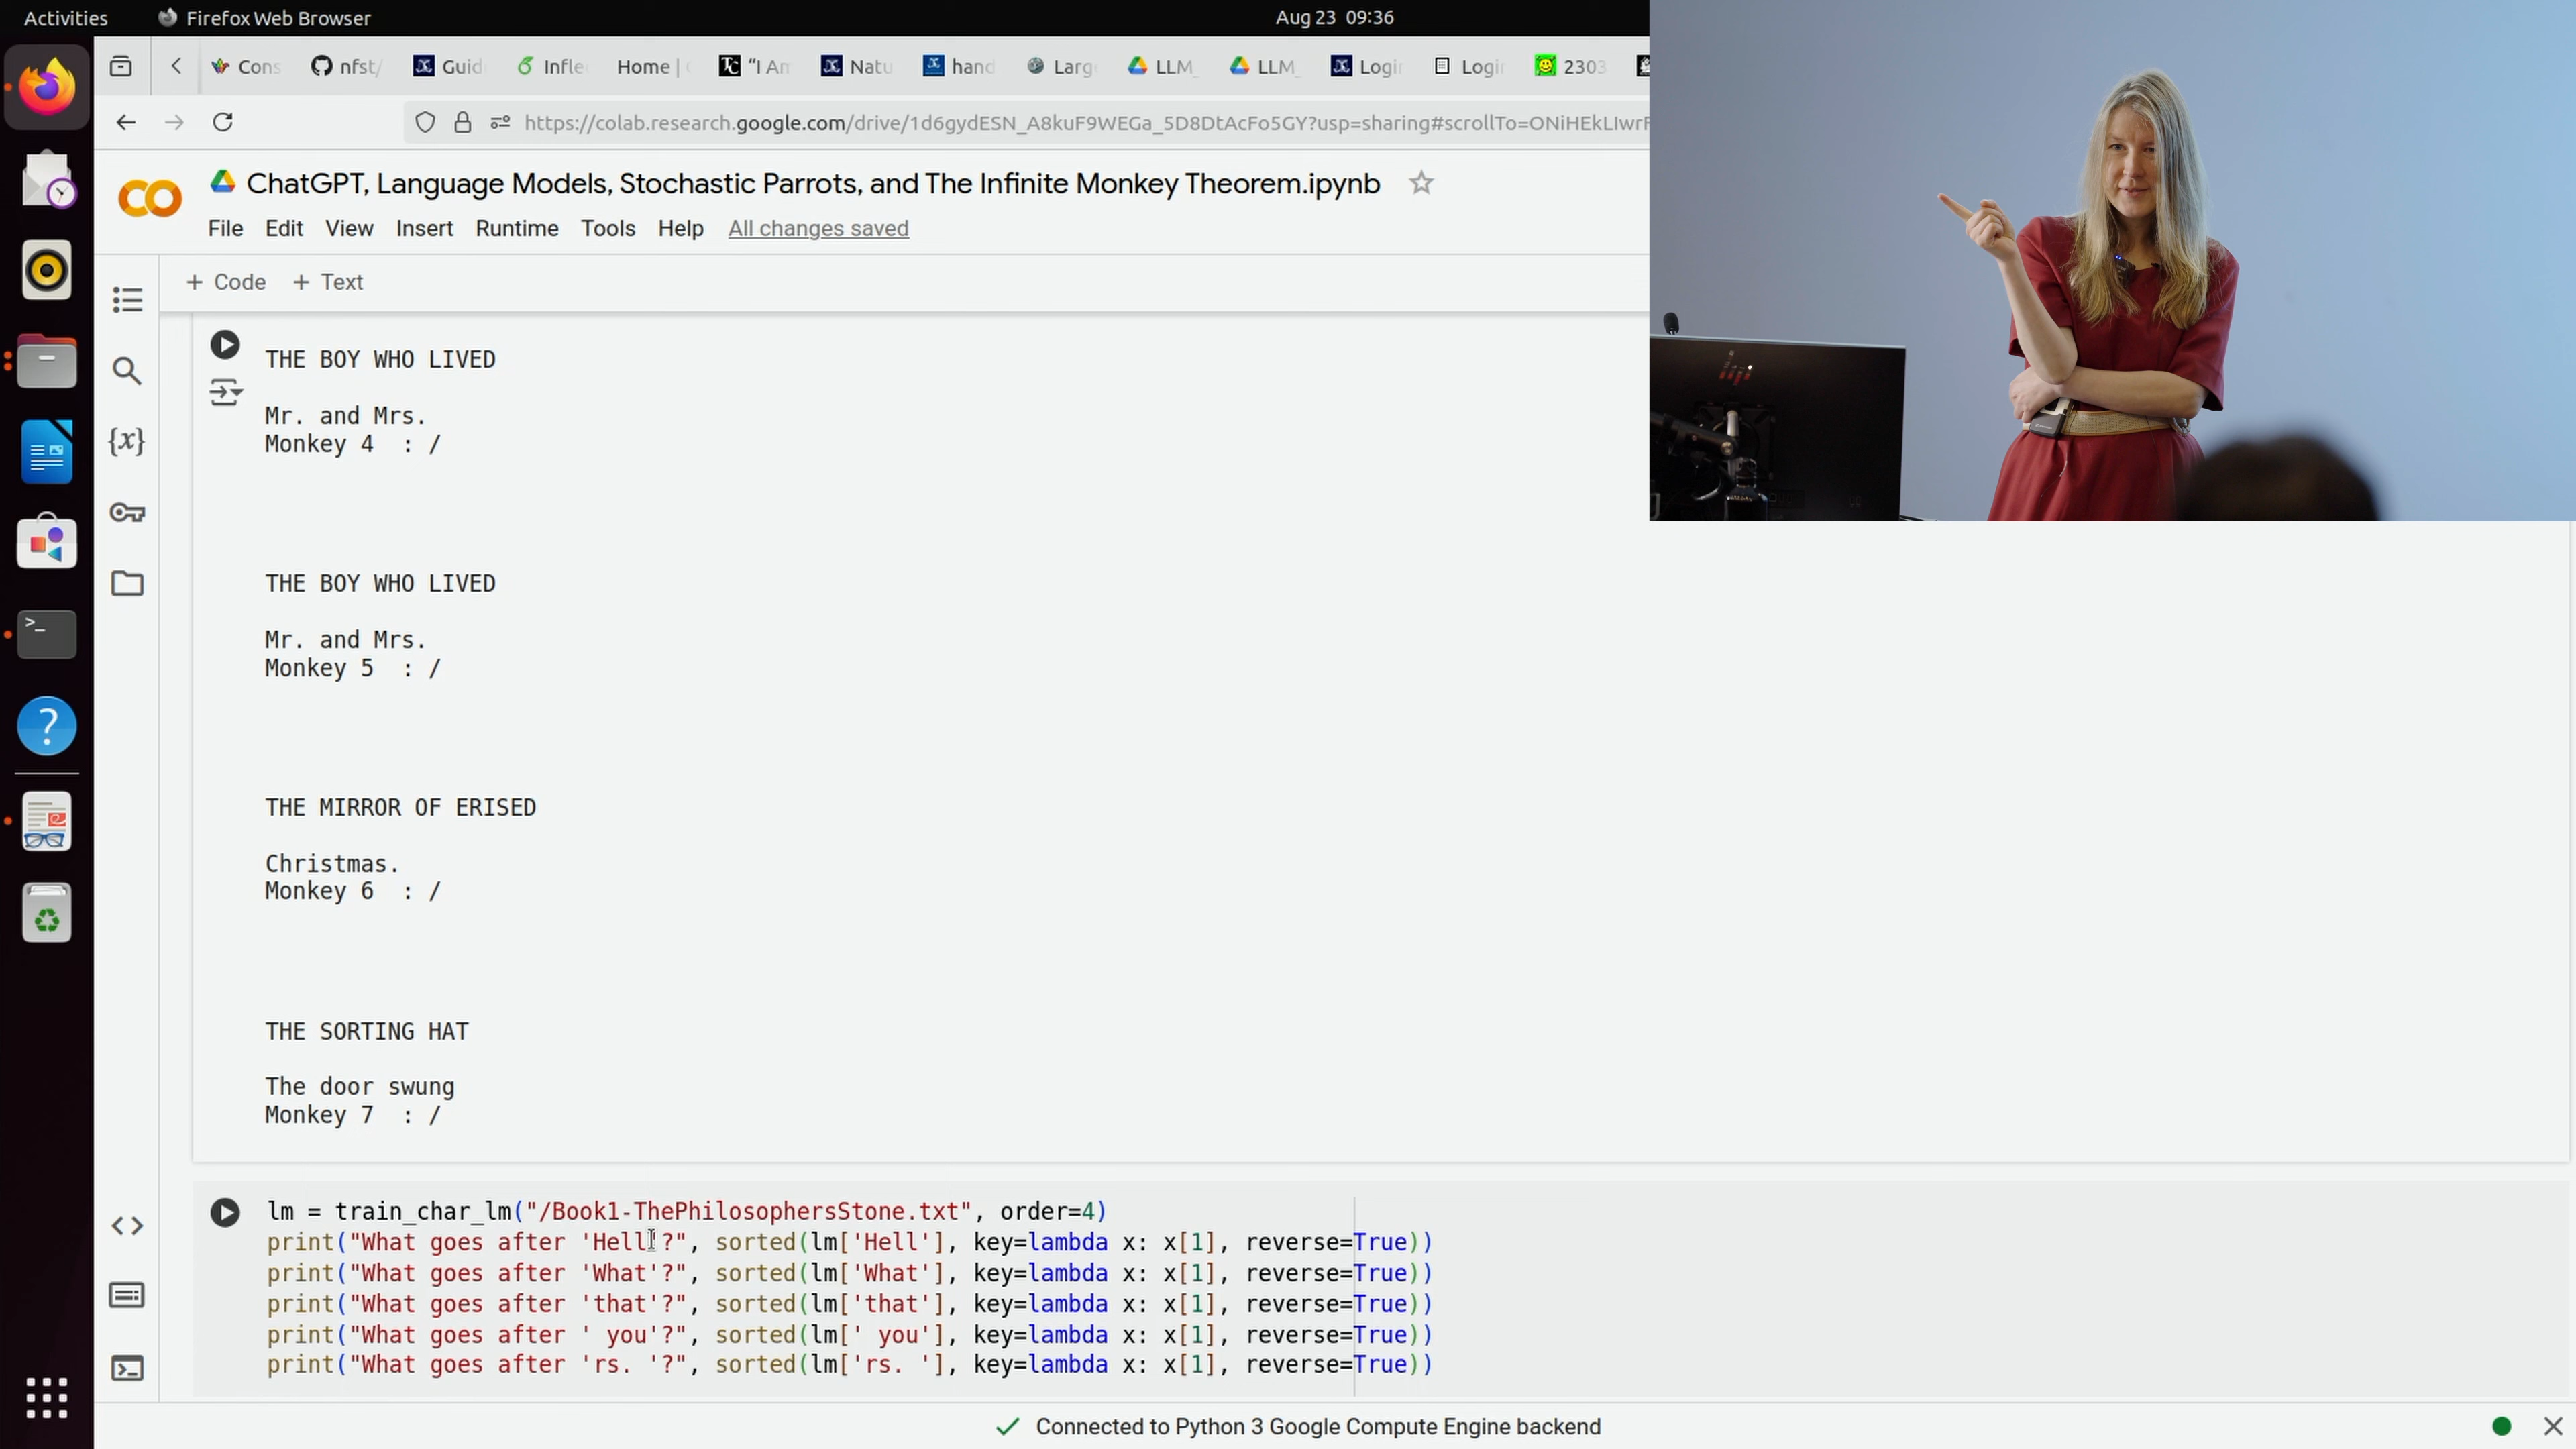 Activities
Firefox Web Browser
Aug 23 09:36
Cons
nfst/
Guid
Infle
Home |
"I Am
Natu
hand
Larg
LLM_
LLM_
Logi
Logi
2303
https://colab.research.google.com/drive/1d6gydESN_A8kuF9WEGa_5D8DtAcFo5GY?usp=sharing#scrollTo=ONiHEkLIwrF
ChatGPT, Language Models, Stochastic Parrots, and The Infinite Monkey Theorem.ipynb
File Edit View Insert Runtime Tools Help All changes saved
+ Code + Text
THE BOY WHO LIVED
Mr. and Mrs.
Monkey 4 : /
THE BOY WHO LIVED
Mr. and Mrs.
Monkey 5 : /
THE MIRROR OF ERISED
Christmas.
Monkey 6 : /
THE SORTING HAT
The door swung
Monkey 7 : /
lm = train_char_lm("/Book1-ThePhilosophersStone.txt", order=4)
print("What goes after 'Hell'?", sorted(lm['Hell'], key=lambda x: x[1], reverse=True))
print("What goes after 'What'?", sorted(lm['What'], key=lambda x: x[1], reverse=True))
print("What goes after 'that'?", sorted(lm['that'], key=lambda x: x[1], reverse=True))
print("What goes after ' you'?", sorted(lm[' you'], key=lambda x: x[1], reverse=True))
print("What goes after 'rs. '?", sorted(lm['rs. '], key=lambda x: x[1], reverse=True))
Connected to Python 3 Google Compute Engine backend